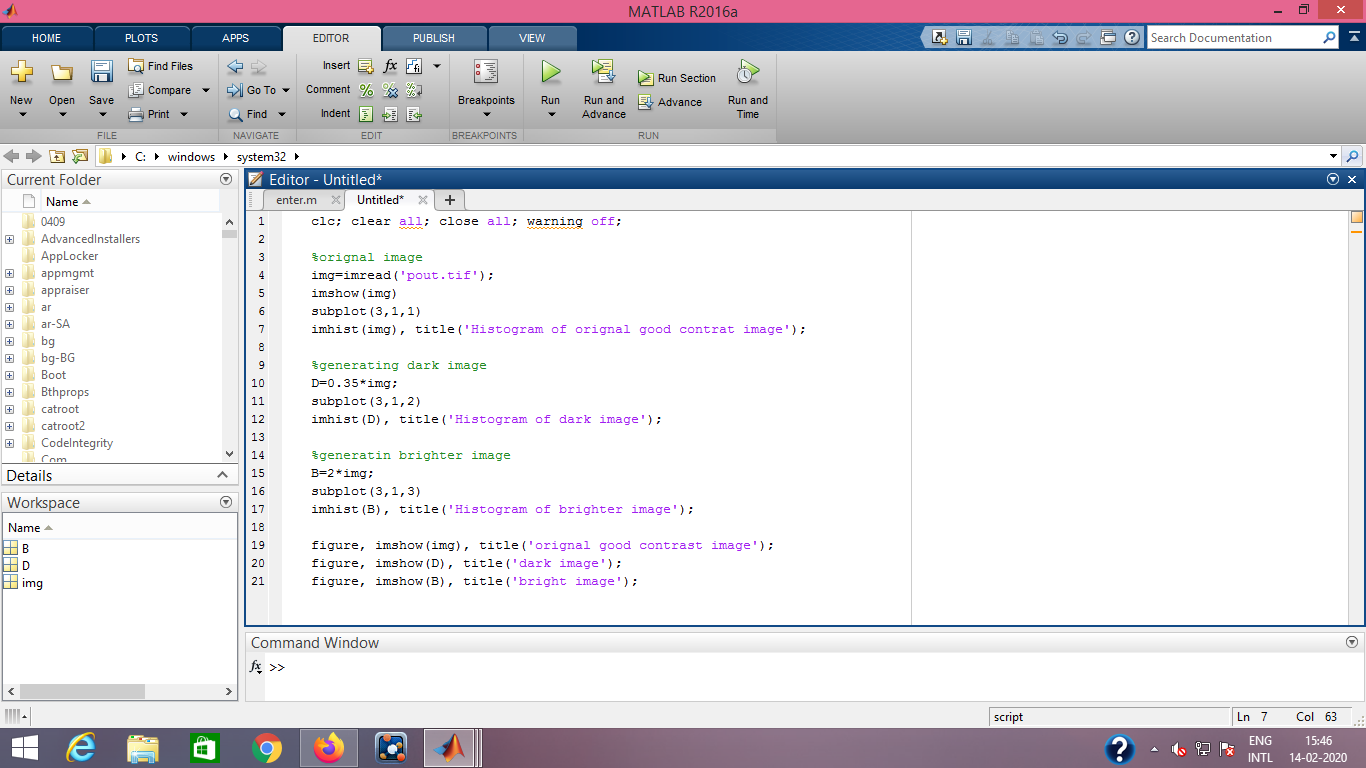 MATLAB R2016a
HOME PLOTS APPS EDITOR PUBLISH VIEW
Search Documentation
New
Open
Save
Find Files
Compare
Print
FILE
Go To
Find
NAVIGATE
Insert fx
Comment
Indent
EDIT
Breakpoints
BREAKPOINTS
Run
Run and
Advance
Run Section
Advance
Run and
Time
RUN
C: windows system32
Current Folder
Name
0409
AdvancedInstallers
AppLocker
appmgmt
appraiser
ar
ar-SA
bg
bg-BG
Boot
Bthprops
catroot
catroot2
CodeIntegrity
Com
Details
Workspace
Name
B
D
img
Editor - Untitled*
enter.m Untitled*
1 clc; clear all; close all; warning off;
2
3 %orignal image
4 img=imread('pout.tif');
5 imshow(img)
6 subplot(3,1,1)
7 imhist(img), title('Histogram of orignal good contrat image');
8
9 %generating dark image
10 D=0.35*img;
11 subplot(3,1,2)
12 imhist(D), title('Histogram of dark image');
13
14 %generatin brighter image
15 B=2*img;
16 subplot(3,1,3)
17 imhist(B), title('Histogram of brighter image');
18
19 figure, imshow(img), title('orignal good contrast image');
20 figure, imshow(D), title('dark image');
21 figure, imshow(B), title('bright image');
Command Window
fx >>
script
Ln 7 Col 63
ENG
INTL
15:46
14-02-2020